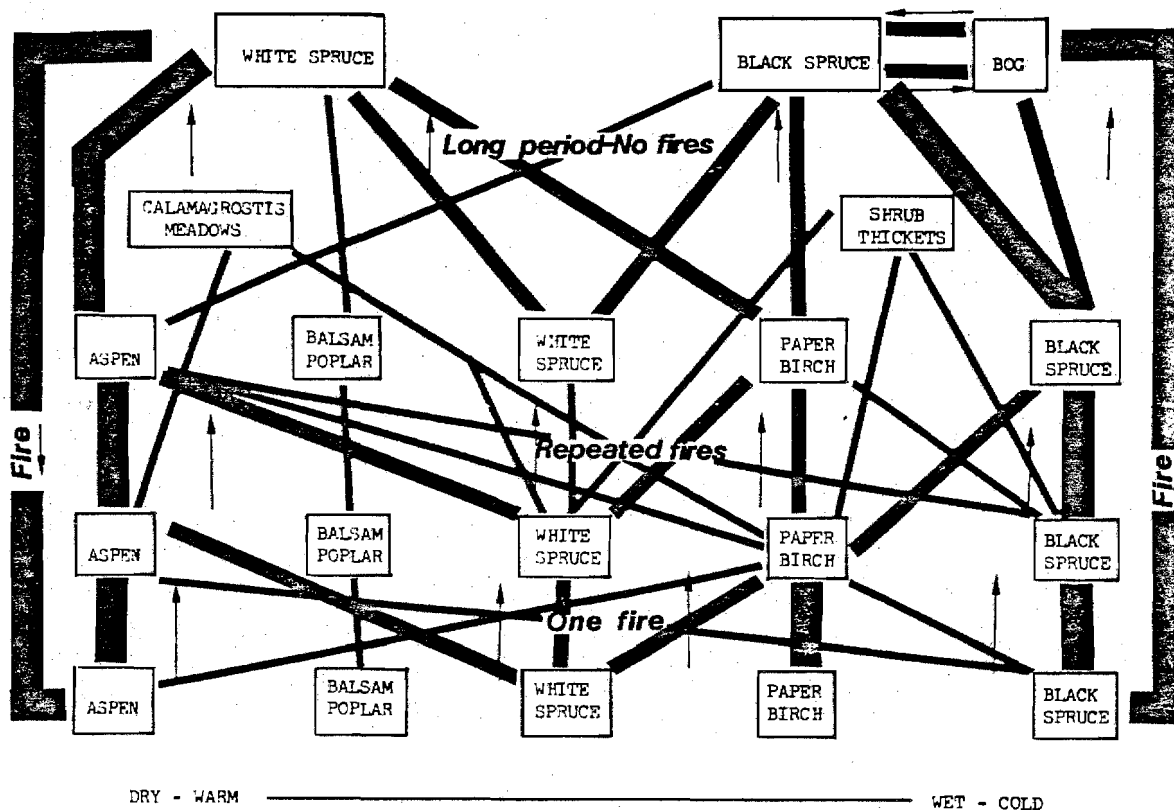 WHITE SPRUCE
BLACK SPRUCE
BOG
Long period-No fires
CALAMAGROSTIS
MEADOWS
SHRUB
THICKETS
ASPEN
BALSAM
POPLAR
WHITE
SPRUCE
PAPER
BIRCH
BLACK
SPRUCE
Fire
Repeated fires
Fire
ASPEN
BALSAM
POPLAR
WHITE
SPRUCE
PAPER
BIRCH
BLACK
SPRUCE
One fire
ASPEN
BALSAM
POPLAR
WHITE
SPRUCE
PAPER
BIRCH
BLACK
SPRUCE
DRY - WARM
WET - COLD